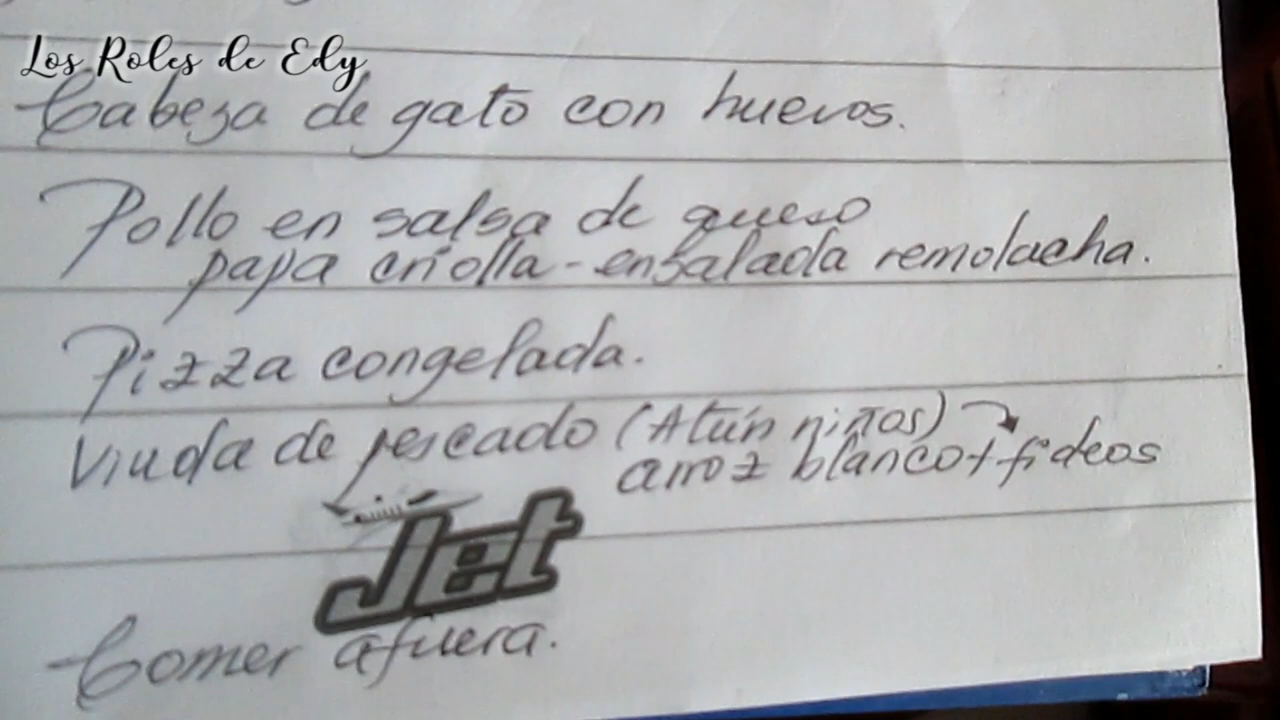 Los Roles de Edy
Cabeza de gato con huevos.
Pollo en salsa de queso
papa criolla - ensalada remolacha.
Pizza congelada.
Viuda de pescado (Atún niños)
arroz blanco + fideos
Jet
Comer afuera.